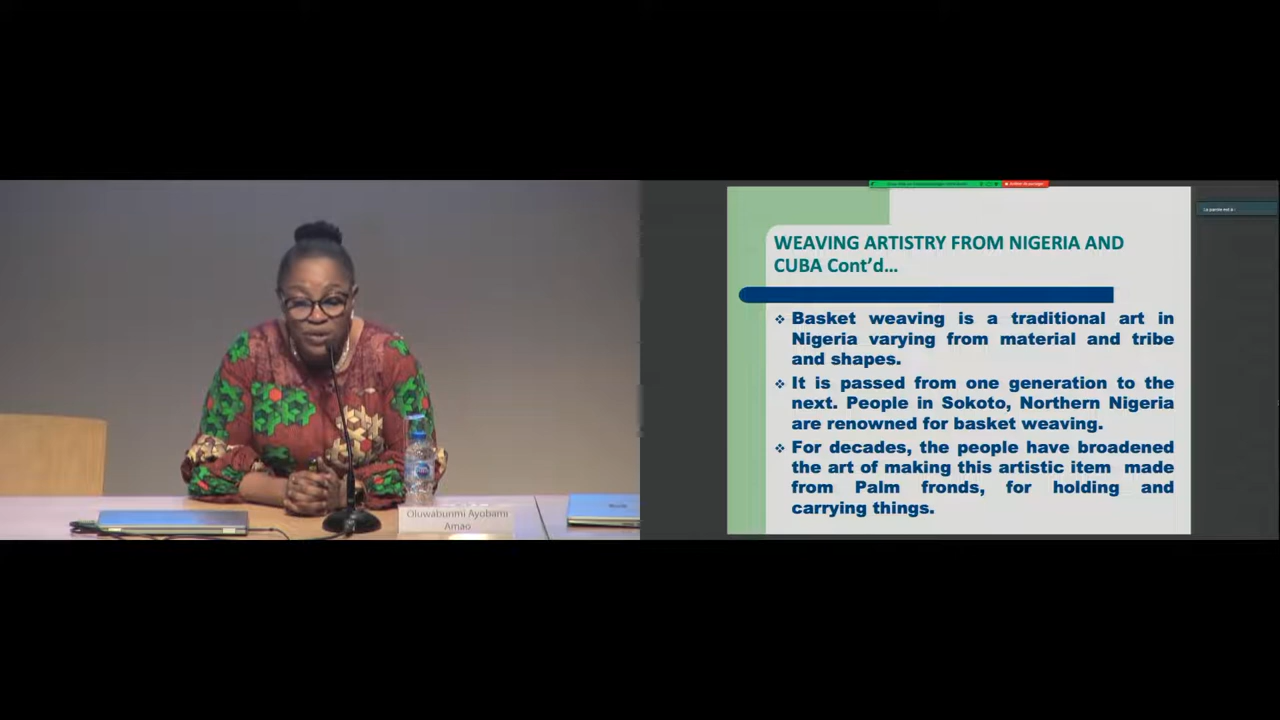 Oluwabunmi Ayobami
Amao
WEAVING ARTISTRY FROM NIGERIA AND
CUBA Cont'd...
Basket weaving is a traditional art in
Nigeria varying from material and tribe
and shapes.
It is passed from one generation to the
next. People in Sokoto, Northern Nigeria
are renowned for basket weaving.
For decades, the people have broadened
the art of making this artistic item made
from Palm fronds, for holding and
carrying things.